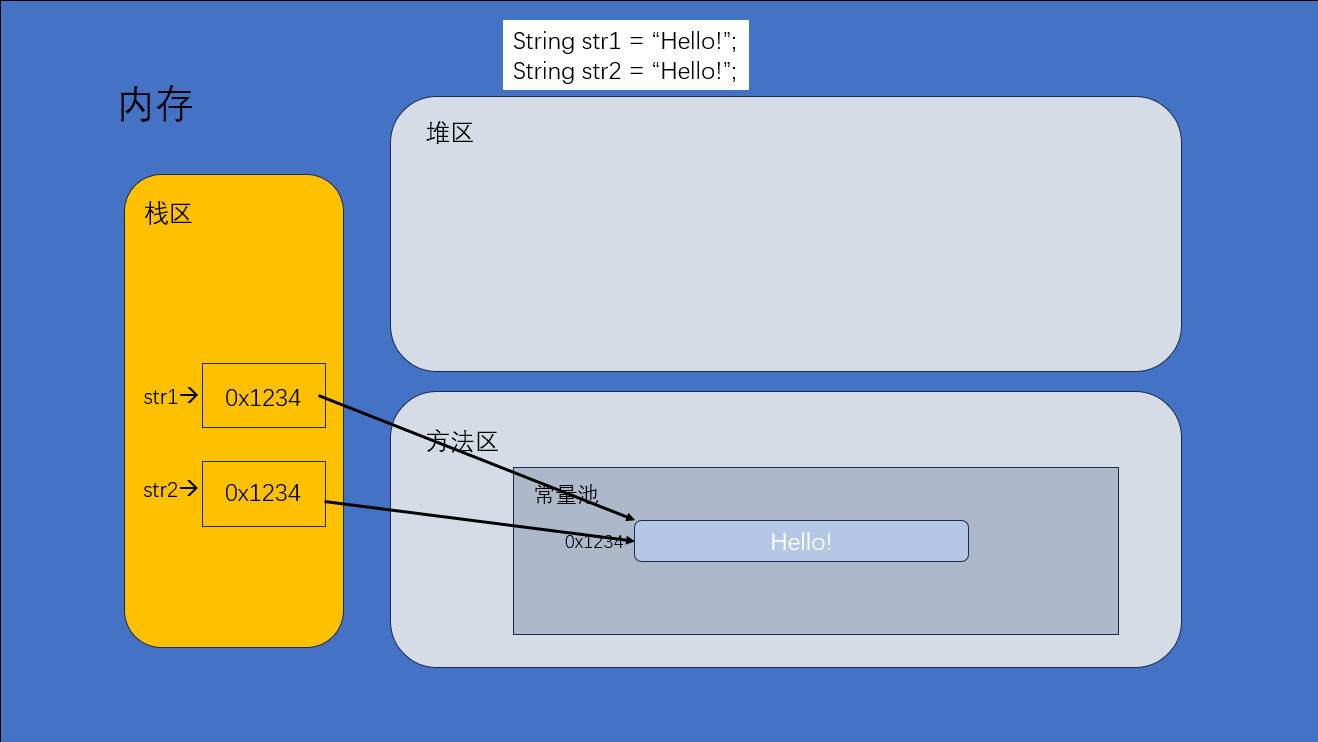 String str1 = “Hello!”;
String str2 = “Hello!”;
内存
堆区
栈区
str1→ 0x1234
str2→ 0x1234
方法区
常量池
0x1234
Hello!